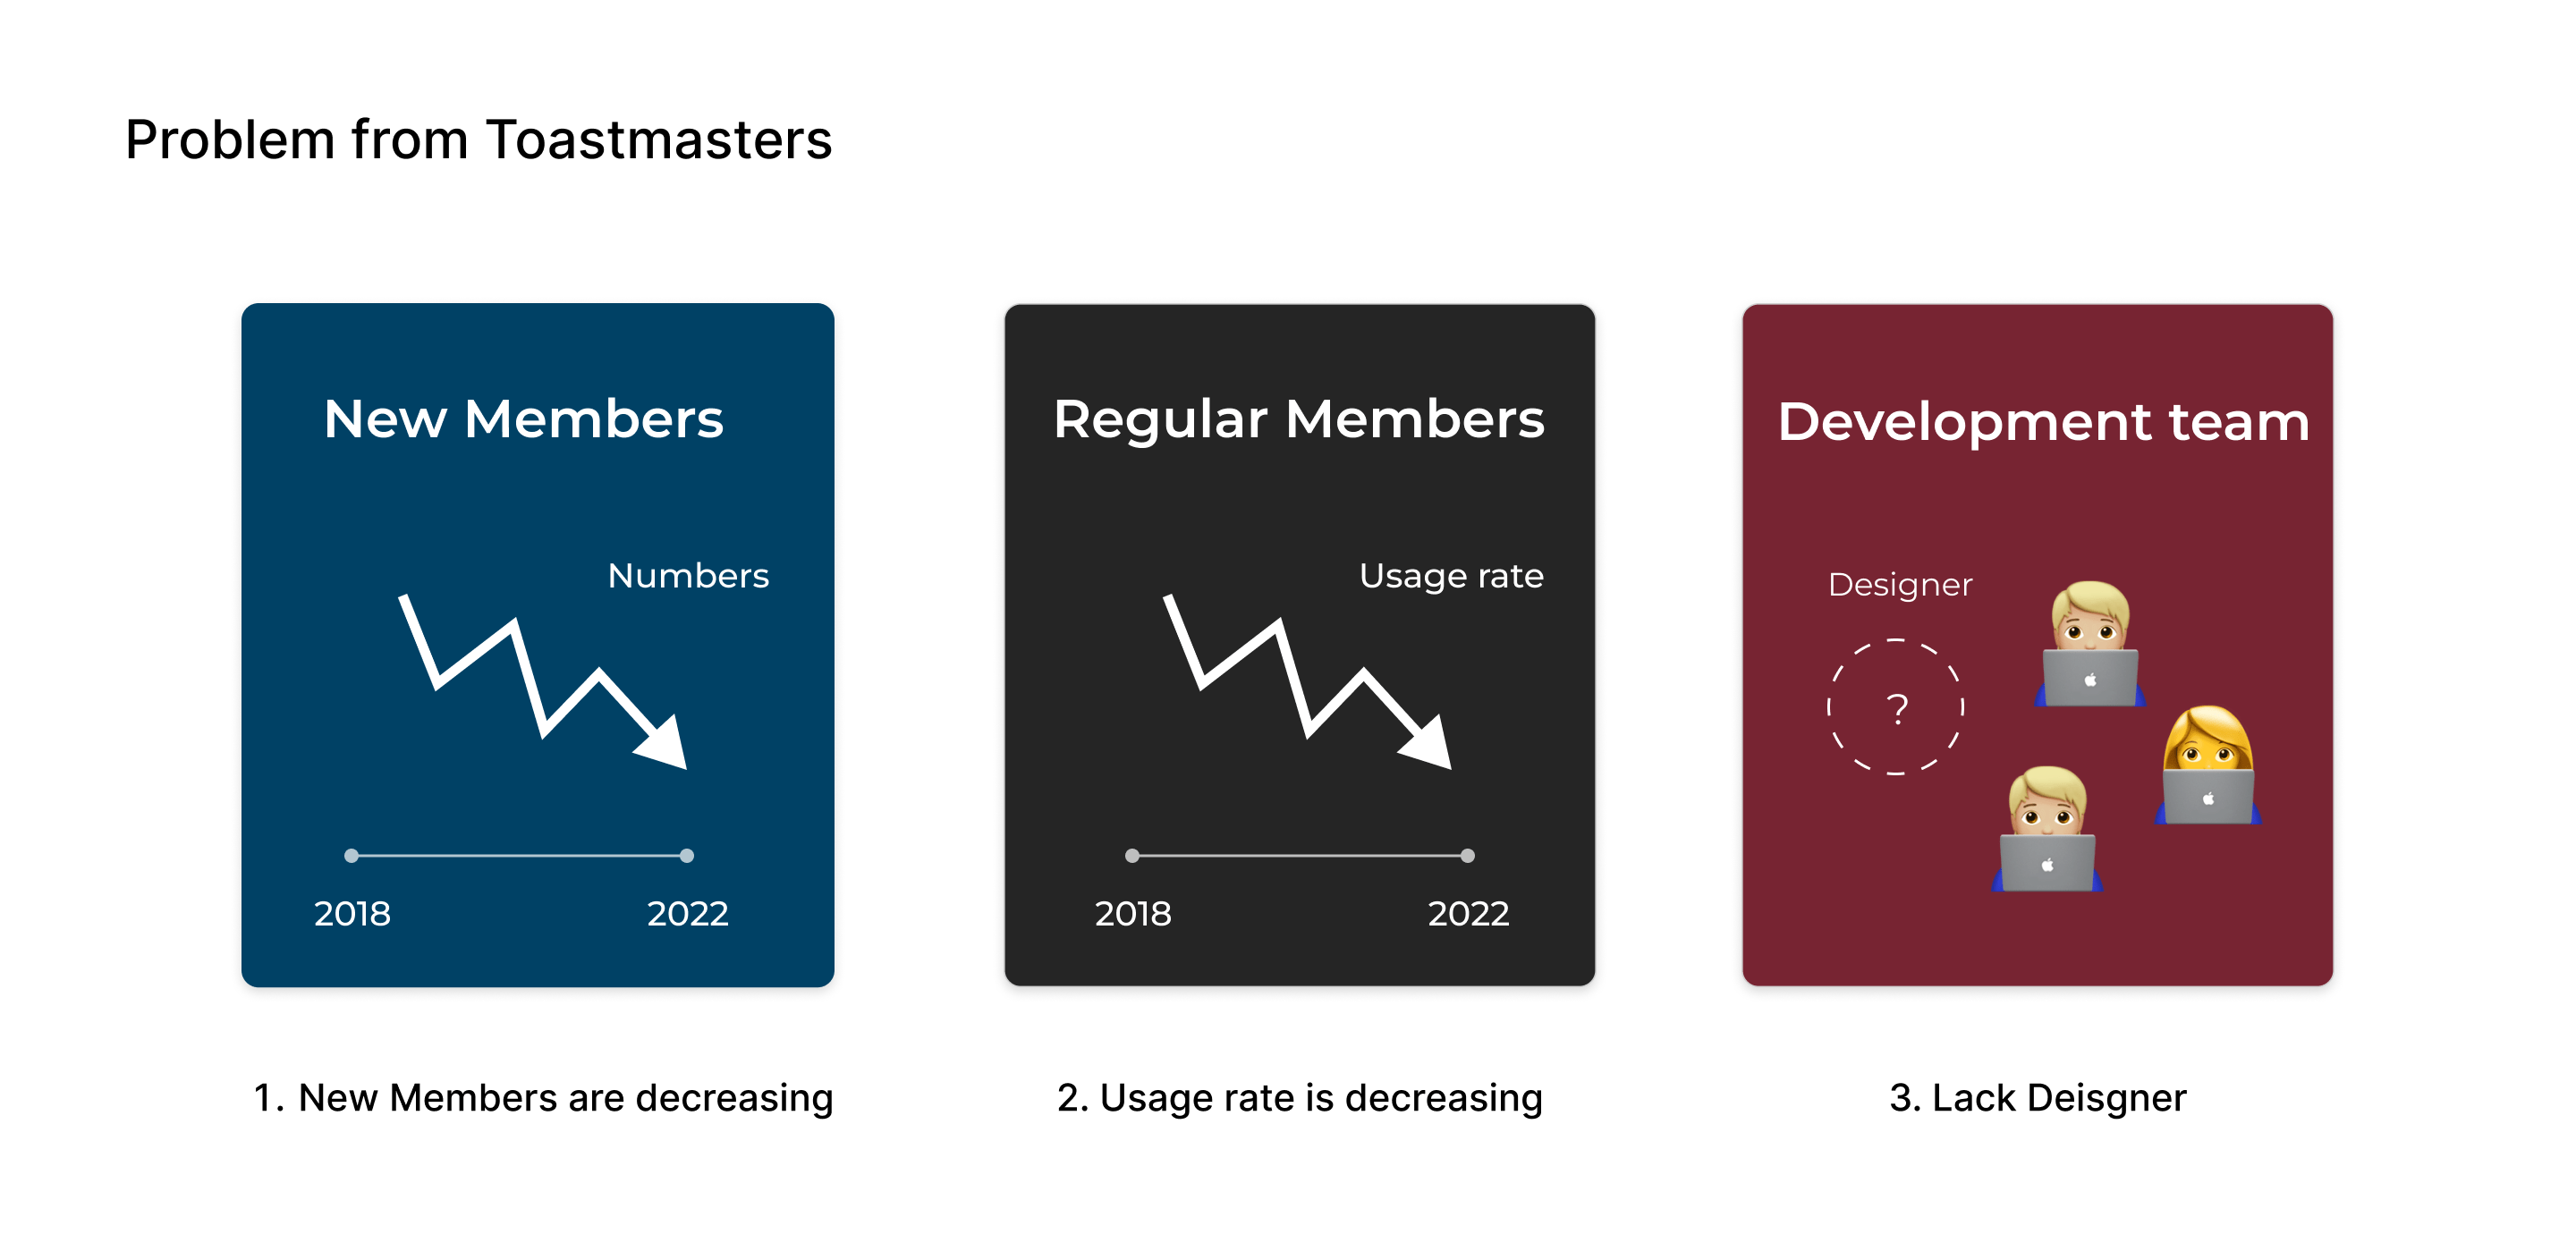 Problem from Toastmasters
New Members
Numbers
2018 2022
1. New Members are decreasing
Regular Members
Usage rate
2018 2022
2. Usage rate is decreasing
Development team
Designer
?
3. Lack Deisgner